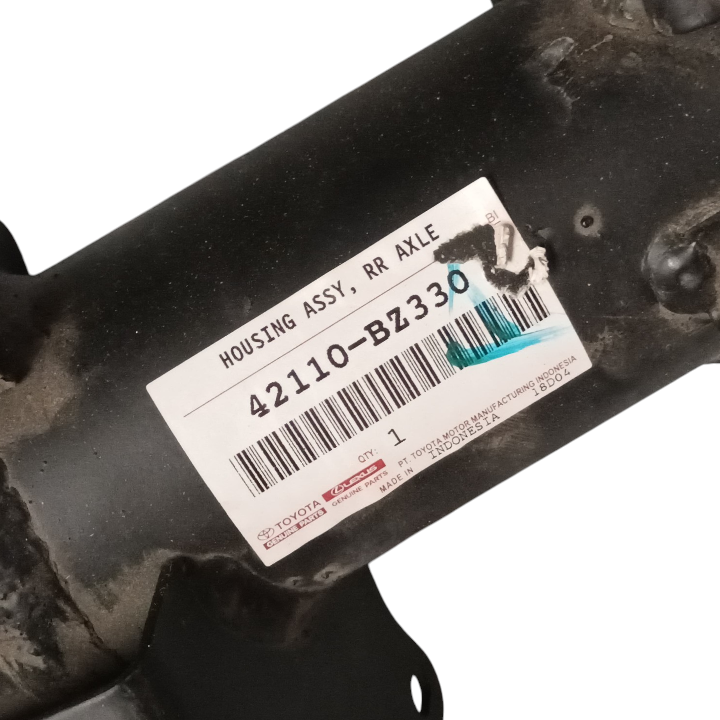 BI
HOUSING ASSY, RR AXLE
42110-BZ330
QTY: 1
PT. TOYOTA MOTOR MANUFACTURING INDONESIA
MADE IN INDONESIA 18D04
TOYOTA
GENUINE PARTS
LEXUS
GENUINE PARTS